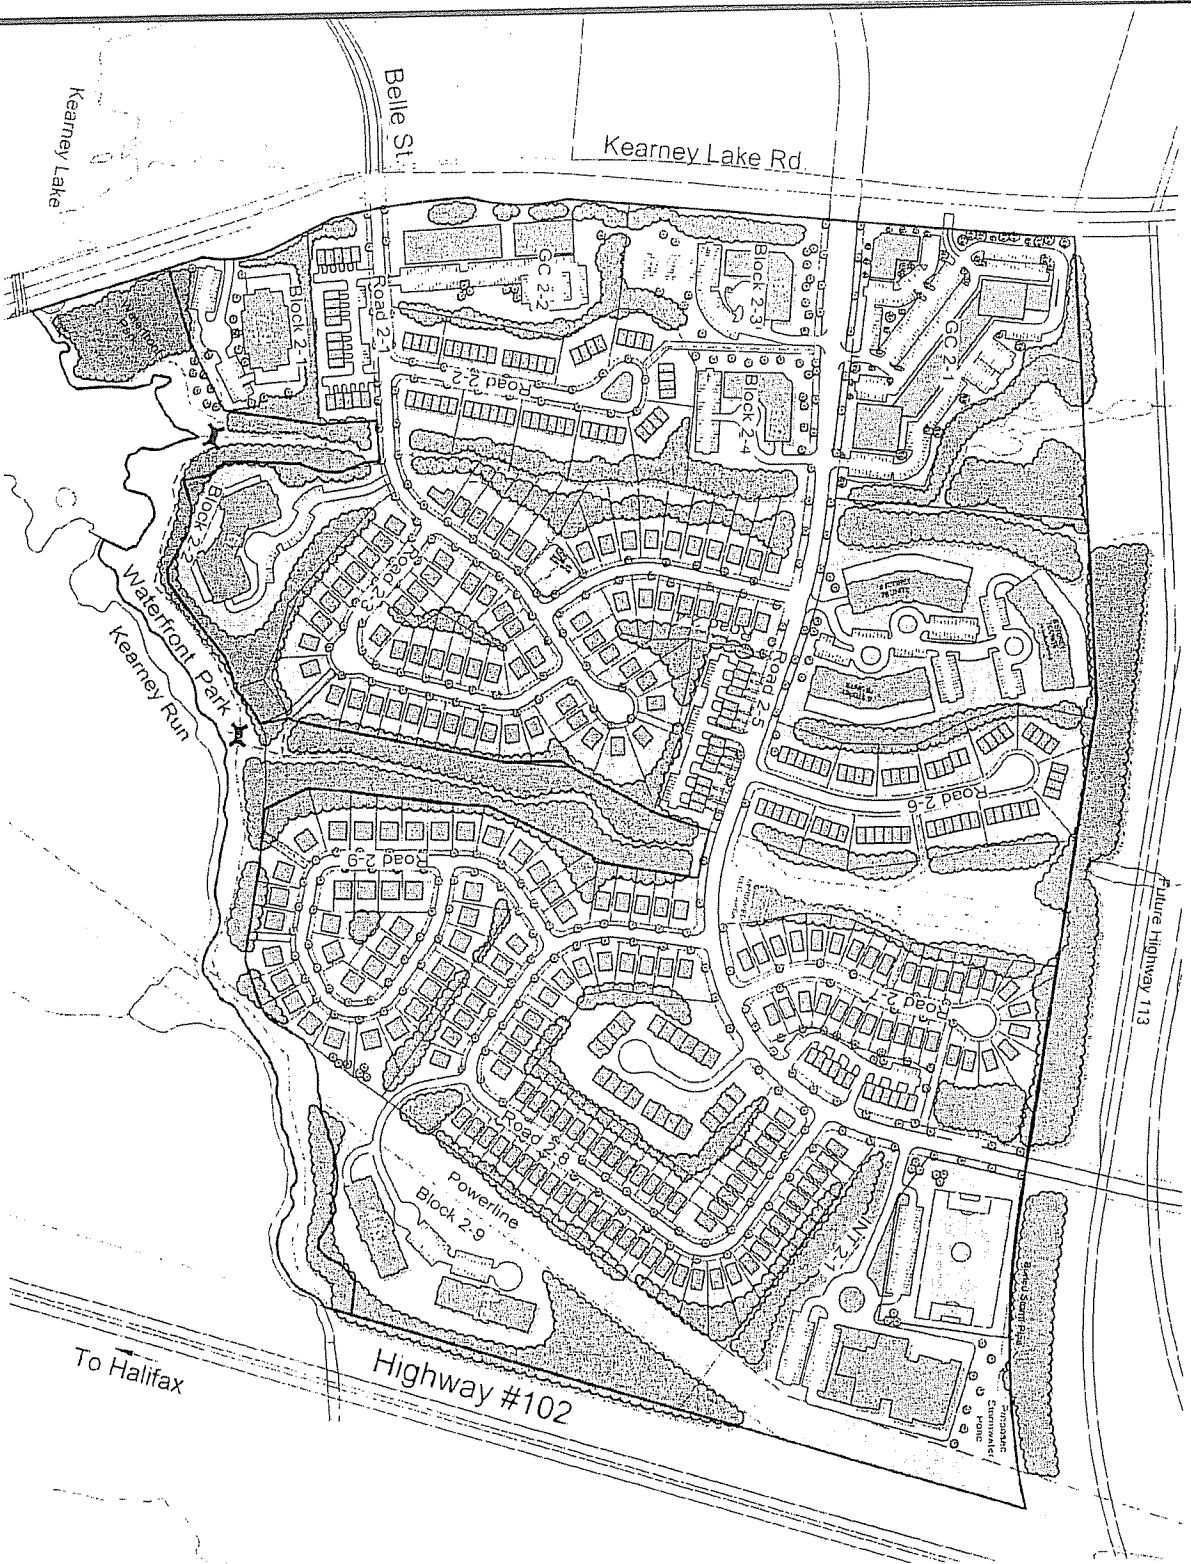 Kearney Lake
Belle St.
Kearney Lake Rd
GC 2-2
Block 2-3
GC 2-1
Block 2-1
Road 2-1
Road 2-2
Block 2-4
Block 2-2
Road 2-3
Road 2-5
Road 2-6
Waterfront Park
Kearney Run
Road 2-9
Road 2-7
Future Highway 113
Road 2-8
Powerline
Block 2-9
INT 2-1
Stormwater
To Halifax
Highway #102